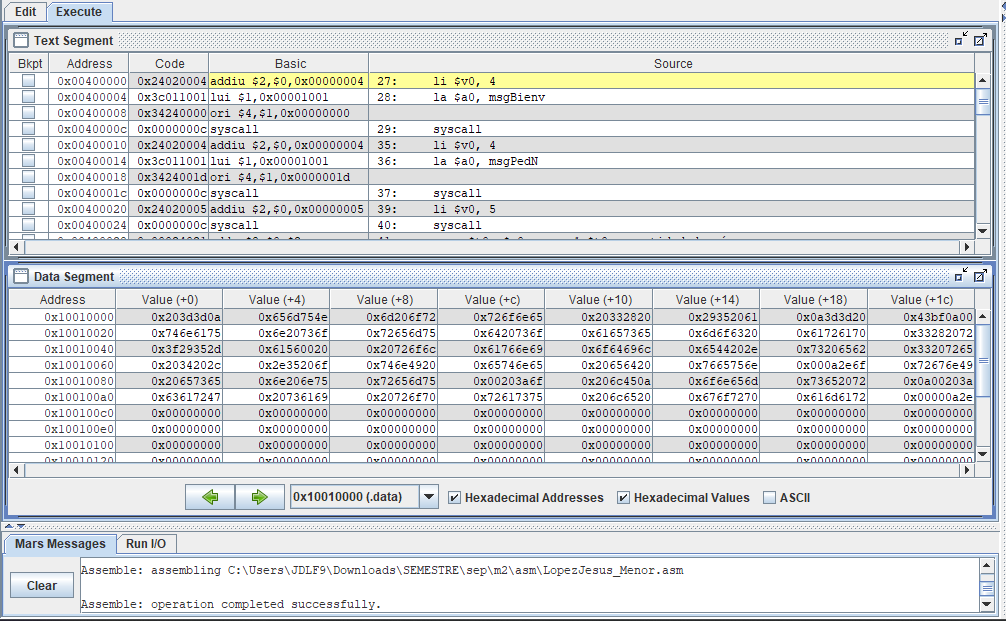 Edit Execute
Text Segment
Bkpt Address Code Basic Source
0x00400000 0x24020004 addiu $2,$0,0x00000004 27: li $v0, 4
0x00400004 0x3c011001 lui $1,0x00001001 28: la $a0, msgBienv
0x00400008 0x34240000 ori $4,$1,0x00000000
0x0040000c 0x0000000c syscall 29: syscall
0x00400010 0x24020004 addiu $2,$0,0x00000004 35: li $v0, 4
0x00400014 0x3c011001 lui $1,0x00001001 36: la $a0, msgPedN
0x00400018 0x3424001d ori $4,$1,0x0000001d
0x0040001c 0x0000000c syscall 37: syscall
0x00400020 0x24020005 addiu $2,$0,0x00000005 39: li $v0, 5
0x00400024 0x0000000c syscall 40: syscall
Data Segment
Address Value (+0) Value (+4) Value (+8) Value (+c) Value (+10) Value (+14) Value (+18) Value (+1c)
0x10010000 0x203d3d0a 0x656d754e 0x6d206f72 0x726f6e65 0x20332820 0x29352061 0x0a3d3d20 0x43bf0a00
0x10010020 0x746e6175 0x6e20736f 0x72656d75 0x6420736f 0x61657365 0x6d6f6320 0x61726170 0x33282072
0x10010040 0x3f29352d 0x61560020 0x20726f6c 0x61766e69 0x6f64696c 0x6544202e 0x73206562 0x33207265
0x10010060 0x2034202c 0x2e35206f 0x746e4920 0x65746e65 0x20656420 0x7665756e 0x000a2e6f 0x72676e49
0x10010080 0x20657365 0x6e206e75 0x72656d75 0x00203a6f 0x206c450a 0x6f6e656d 0x73652072 0x0a00203a
0x100100a0 0x63617247 0x20736169 0x20726f70 0x72617375 0x206c6520 0x676f7270 0x616d6172 0x00000a2e
0x100100c0 0x00000000 0x00000000 0x00000000 0x00000000 0x00000000 0x00000000 0x00000000 0x00000000
0x100100e0 0x00000000 0x00000000 0x00000000 0x00000000 0x00000000 0x00000000 0x00000000 0x00000000
0x10010100 0x00000000 0x00000000 0x00000000 0x00000000 0x00000000 0x00000000 0x00000000 0x00000000
0x10010120 0x00000000 0x00000000 0x00000000 0x00000000 0x00000000 0x00000000 0x00000000 0x00000000
0x10010000 (.data) Hexadecimal Addresses Hexadecimal Values ASCII
Mars Messages Run I/O
Clear
Assemble: assembling C:\Users\JDLF9\Downloads\SEMESTRE\sep\m2\asm\LopezJesus_Menor.asm
Assemble: operation completed successfully.